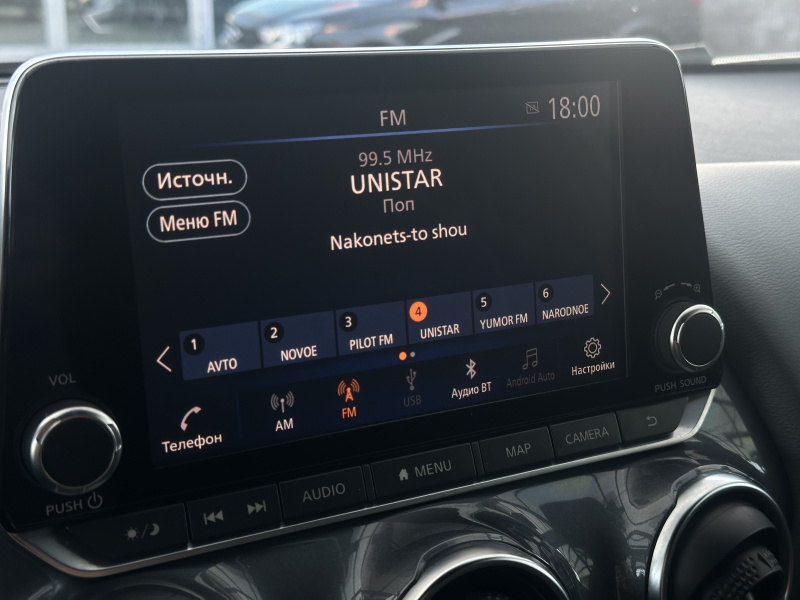 FM
18:00
99.5 MHz
UNISTAR
Поп
Nakonets-to shou
Источн.
Меню FM
1 AVTO
2 NOVOE
3 PILOT FM
4 UNISTAR
5 YUMOR FM
6 NARODNOE
Телефон
AM
FM
USB
Аудио BT
Android Auto
Настройки
VOL
PUSH
PUSH SOUND
AUDIO
MENU
MAP
CAMERA